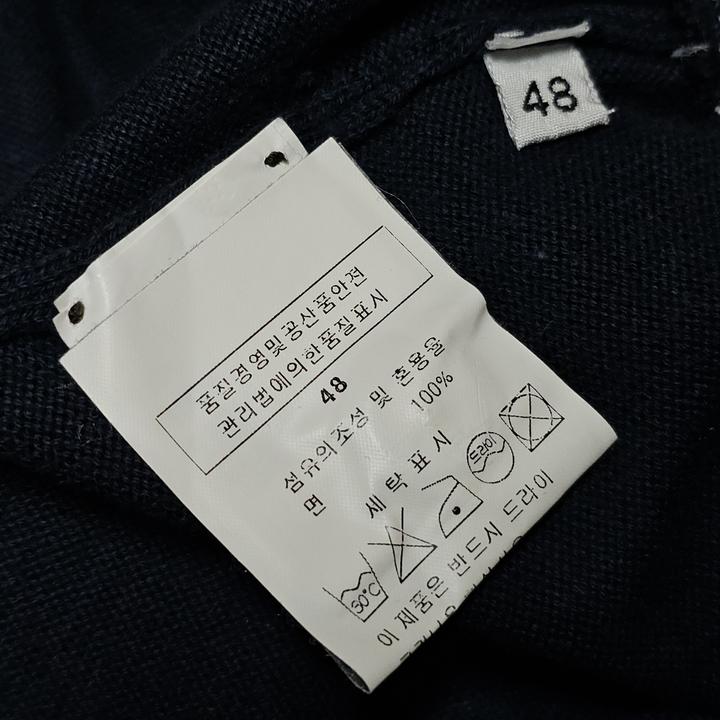 48
품질경영및공산품안전
관리법에의한품질표시
48
섬유의조성 및 혼용율
면 100%
세탁표시
30℃
드라이
이 제품은 반드시 드라이